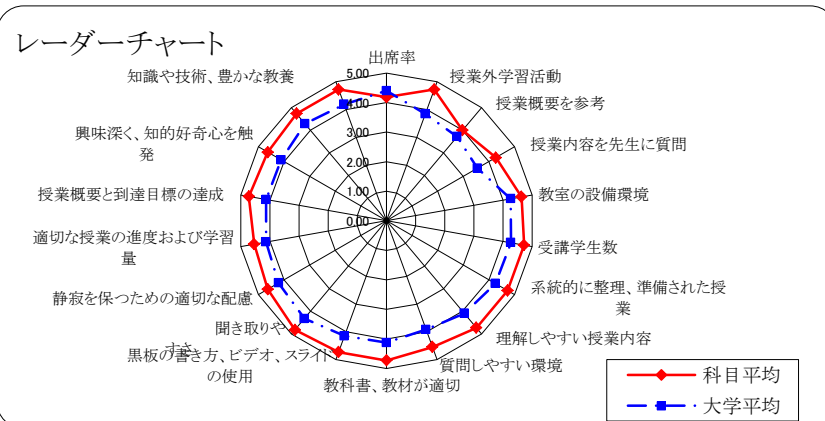 レーダーチャート
出席率
授業外学習活動
授業概要を参考
授業内容を先生に質問
教室の設備環境
受講学生数
系統的に整理、準備された授
業
理解しやすい授業内容
質問しやすい環境
教科書、教材が適切
黒板の書き方、ビデオ、スライド
の使用
聞き取りや
すさ
静寂を保つための適切な配慮
適切な授業の進度および学習
量
授業概要と到達目標の達成
興味深く、知的好奇心を触
発
知識や技術、豊かな教養
5.00
4.00
3.00
2.00
1.00
0.00
科目平均
大学平均